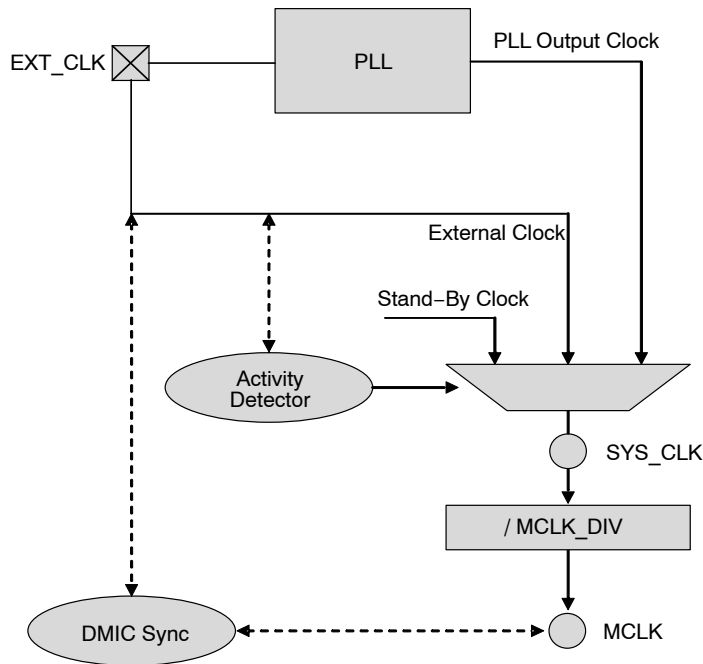 PLL Output Clock
EXT_CLK
PLL
External Clock
Stand−By Clock
Activity
Detector
SYS_CLK
/ MCLK_DIV
DMIC Sync
MCLK